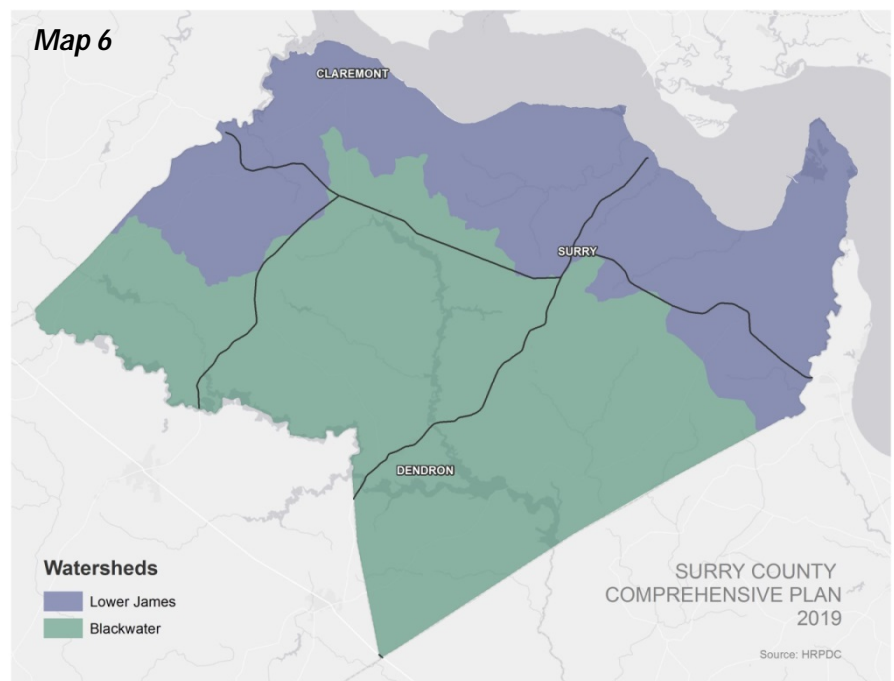 Map 6
CLAREMONT
SURRY
DENDRON
Watersheds
Lower James
Blackwater
SURRY COUNTY
COMPREHENSIVE PLAN
2019
Source: HRPDC